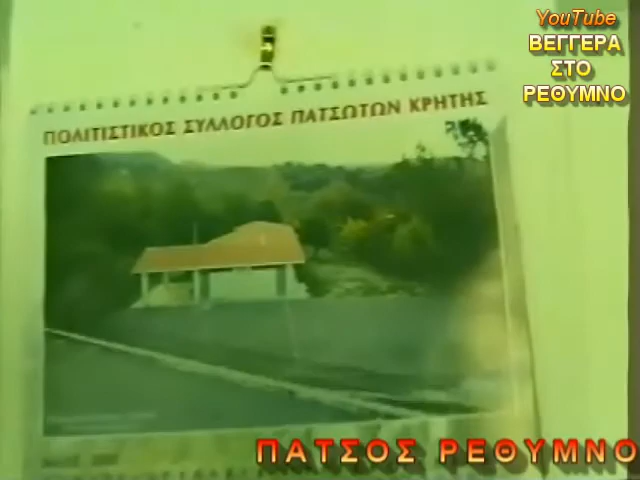 YouTube
ΒΕΓΓΕΡΑ
ΣΤΟ
ΡΕΘΥΜΝΟ
ΠΟΛΙΤΙΣΤΙΚΟΣ ΣΥΛΛΟΓΟΣ ΠΑΤΣΩΤΩΝ ΚΡΗΤΗΣ
ΠΑΤΣΟΣ ΡΕΘΥΜΝΟ